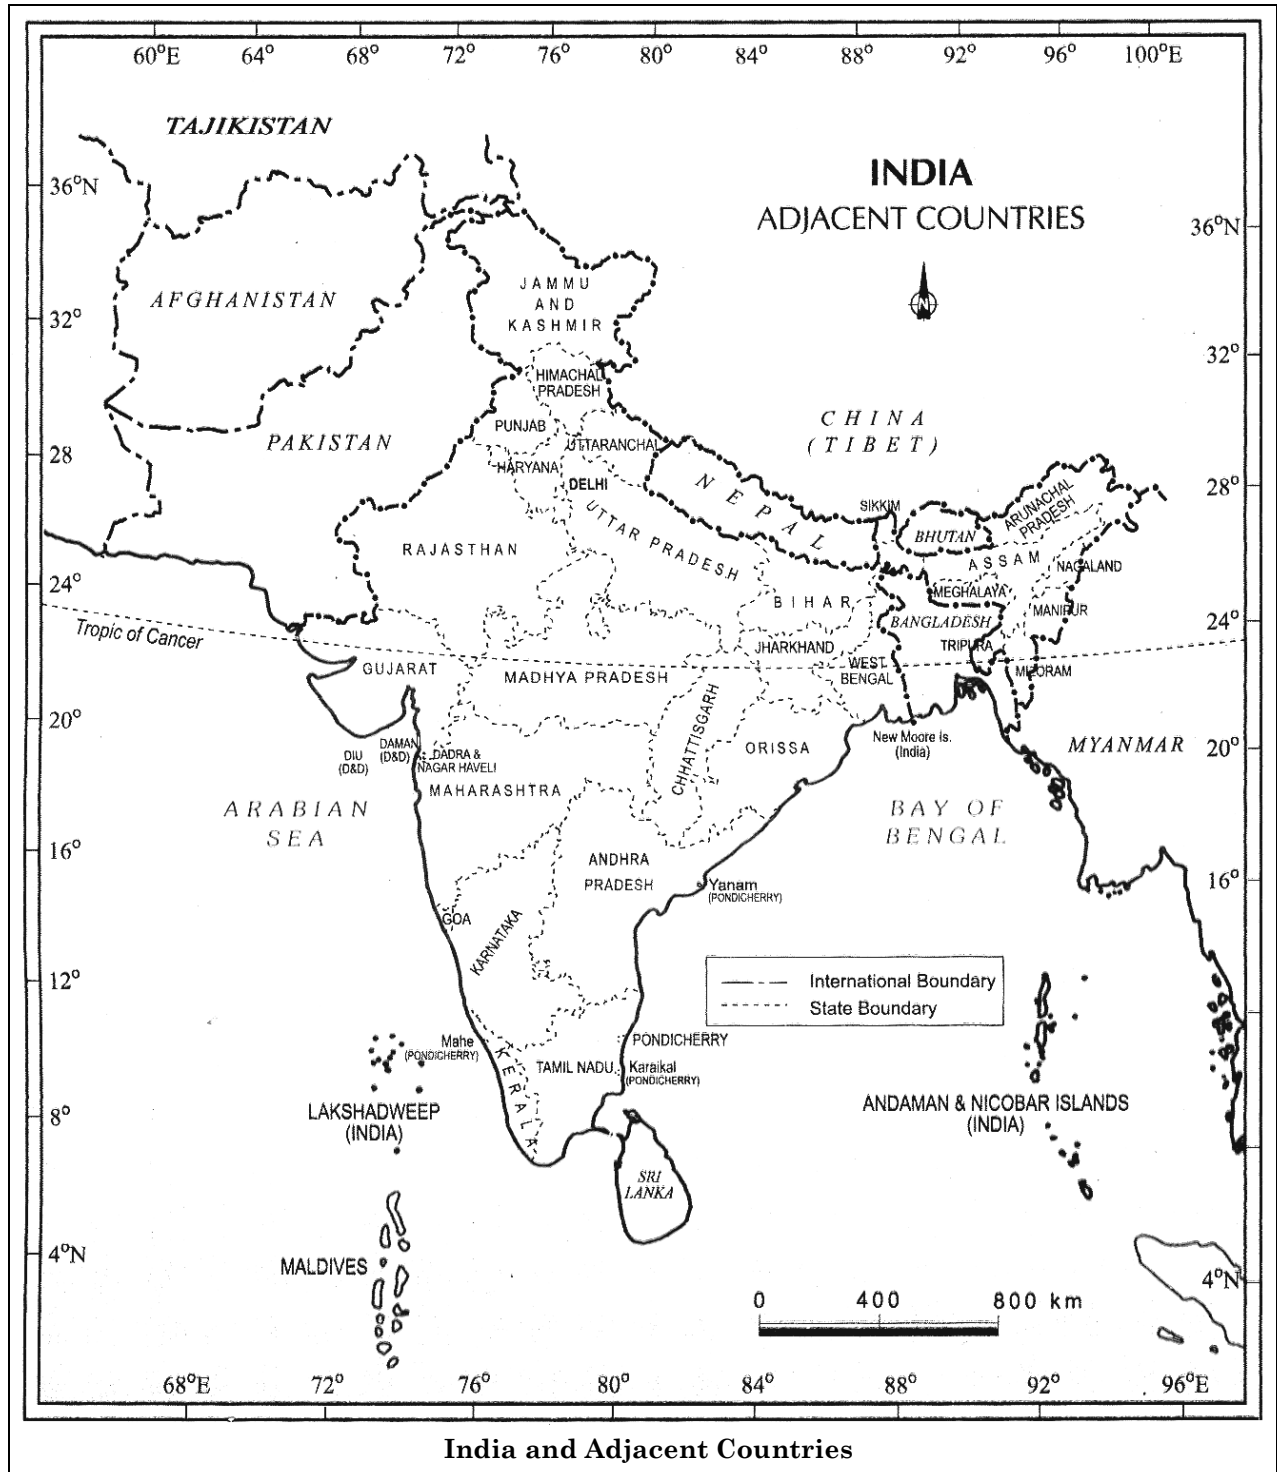 60°E 64° 68° 72° 76° 80° 84° 88° 92° 96° 100°E
TAJIKISTAN
INDIA
ADJACENT COUNTRIES
36°N
36°N
N
JAMMU
AND
KASHMIR
AFGHANISTAN
32°
32°
HIMACHAL
PRADESH
CHINA
(TIBET)
PUNJAB
PAKISTAN
UTTARANCHAL
28
HARYANA
DELHI
NEPAL
28°
SIKKIM
ARUNACHAL
PRADESH
UTTAR PRADESH
BHUTAN
RAJASTHAN
ASSAM
NAGALAND
24°
MEGHALAYA
BIHAR
MANIPUR
BANGLADESH
24°
Tropic of Cancer
JHARKHAND
TRIPURA
GUJARAT
WEST
BENGAL
MIZORAM
MADHYA PRADESH
CHHATTISGARH
20°
New Moore Is.
(India)
ORISSA
MYANMAR
20°
DAMAN
(D&D)
DIU
(D&D)
DADRA &
NAGAR HAVELI
MAHARASHTRA
ARABIAN
SEA
BAY OF
BENGAL
16°
ANDHRA
PRADESH
16°
Yanam
(PONDICHERRY)
GOA
KARNATAKA
12°
International Boundary
State Boundary
Mahe
(PONDICHERRY)
PONDICHERRY
KERALA
TAMIL NADU
Karaikal
(PONDICHERRY)
8°
LAKSHADWEEP
(INDIA)
ANDAMAN & NICOBAR ISLANDS
(INDIA)
SRI
LANKA
4°N
MALDIVES
4°N
0 400 800 km
68°E 72° 76° 80° 84° 88° 92° 96°E
India and Adjacent Countries